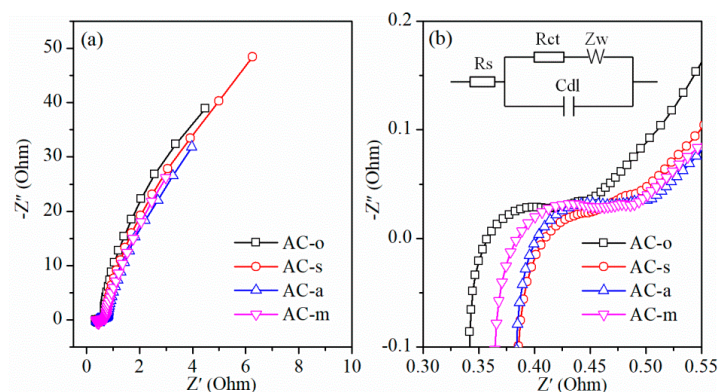 (a)
50
40
30
20
10
0
-Z″ (Ohm)
AC-o
AC-s
AC-a
AC-m
0 2 4 6 8 10
Z′ (Ohm)
(b)
0.2
0.1
0.0
-0.1
-Z″ (Ohm)
Rs
Rct
Zw
Cdl
AC-o
AC-s
AC-a
AC-m
0.30 0.35 0.40 0.45 0.50 0.55
Z′ (Ohm)